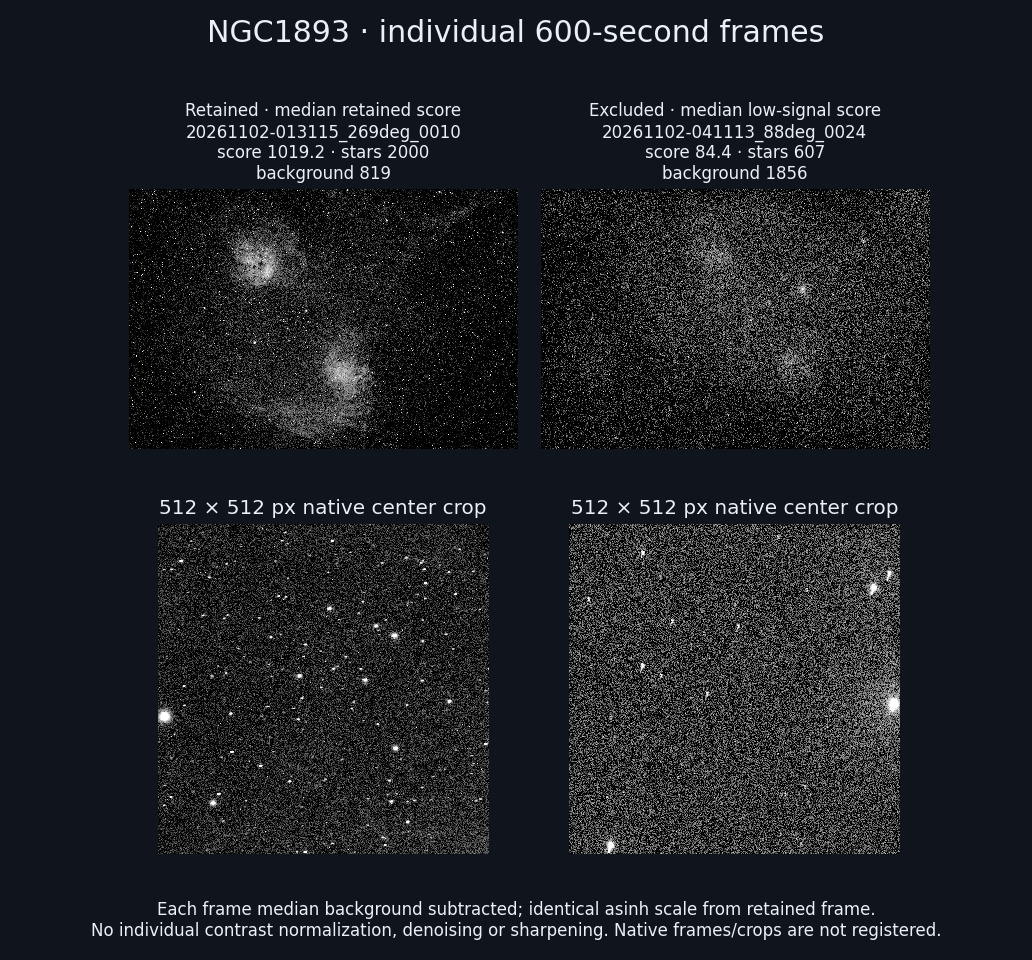 NGC1893 · individual 600-second frames
Retained · median retained score
20261102-013115_269deg_0010
score 1019.2 · stars 2000
background 819
Excluded · median low-signal score
20261102-041113_88deg_0024
score 84.4 · stars 607
background 1856
512 × 512 px native center crop
512 × 512 px native center crop
Each frame median background subtracted; identical asinh scale from retained frame.
No individual contrast normalization, denoising or sharpening. Native frames/crops are not registered.